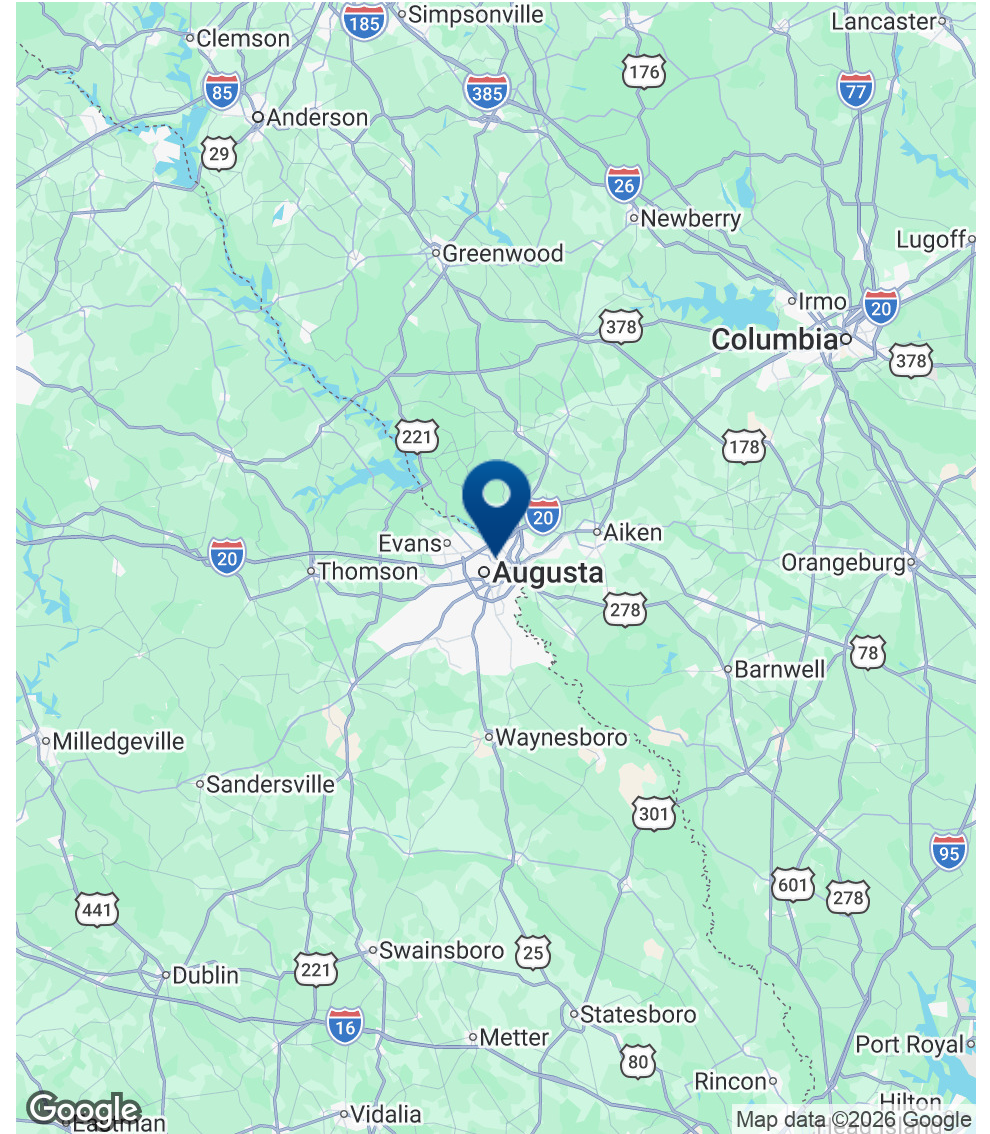 Simpsonville
185
Lancaster
Clemson
176
85
385
77
Anderson
29
26
Newberry
Lugoff
Greenwood
Irmo
20
378
Columbia
378
221
178
20
Evans
Aiken
20
Thomson
Augusta
Orangeburg
278
78
Barnwell
Waynesboro
Milledgeville
Sandersville
301
95
601
278
441
Swainsboro
25
221
Dublin
Statesboro
16
Metter
Port Royal
80
Rincon
Hilton
Head Island
Google
Vidalia
Map data ©2026 Google
Eastman